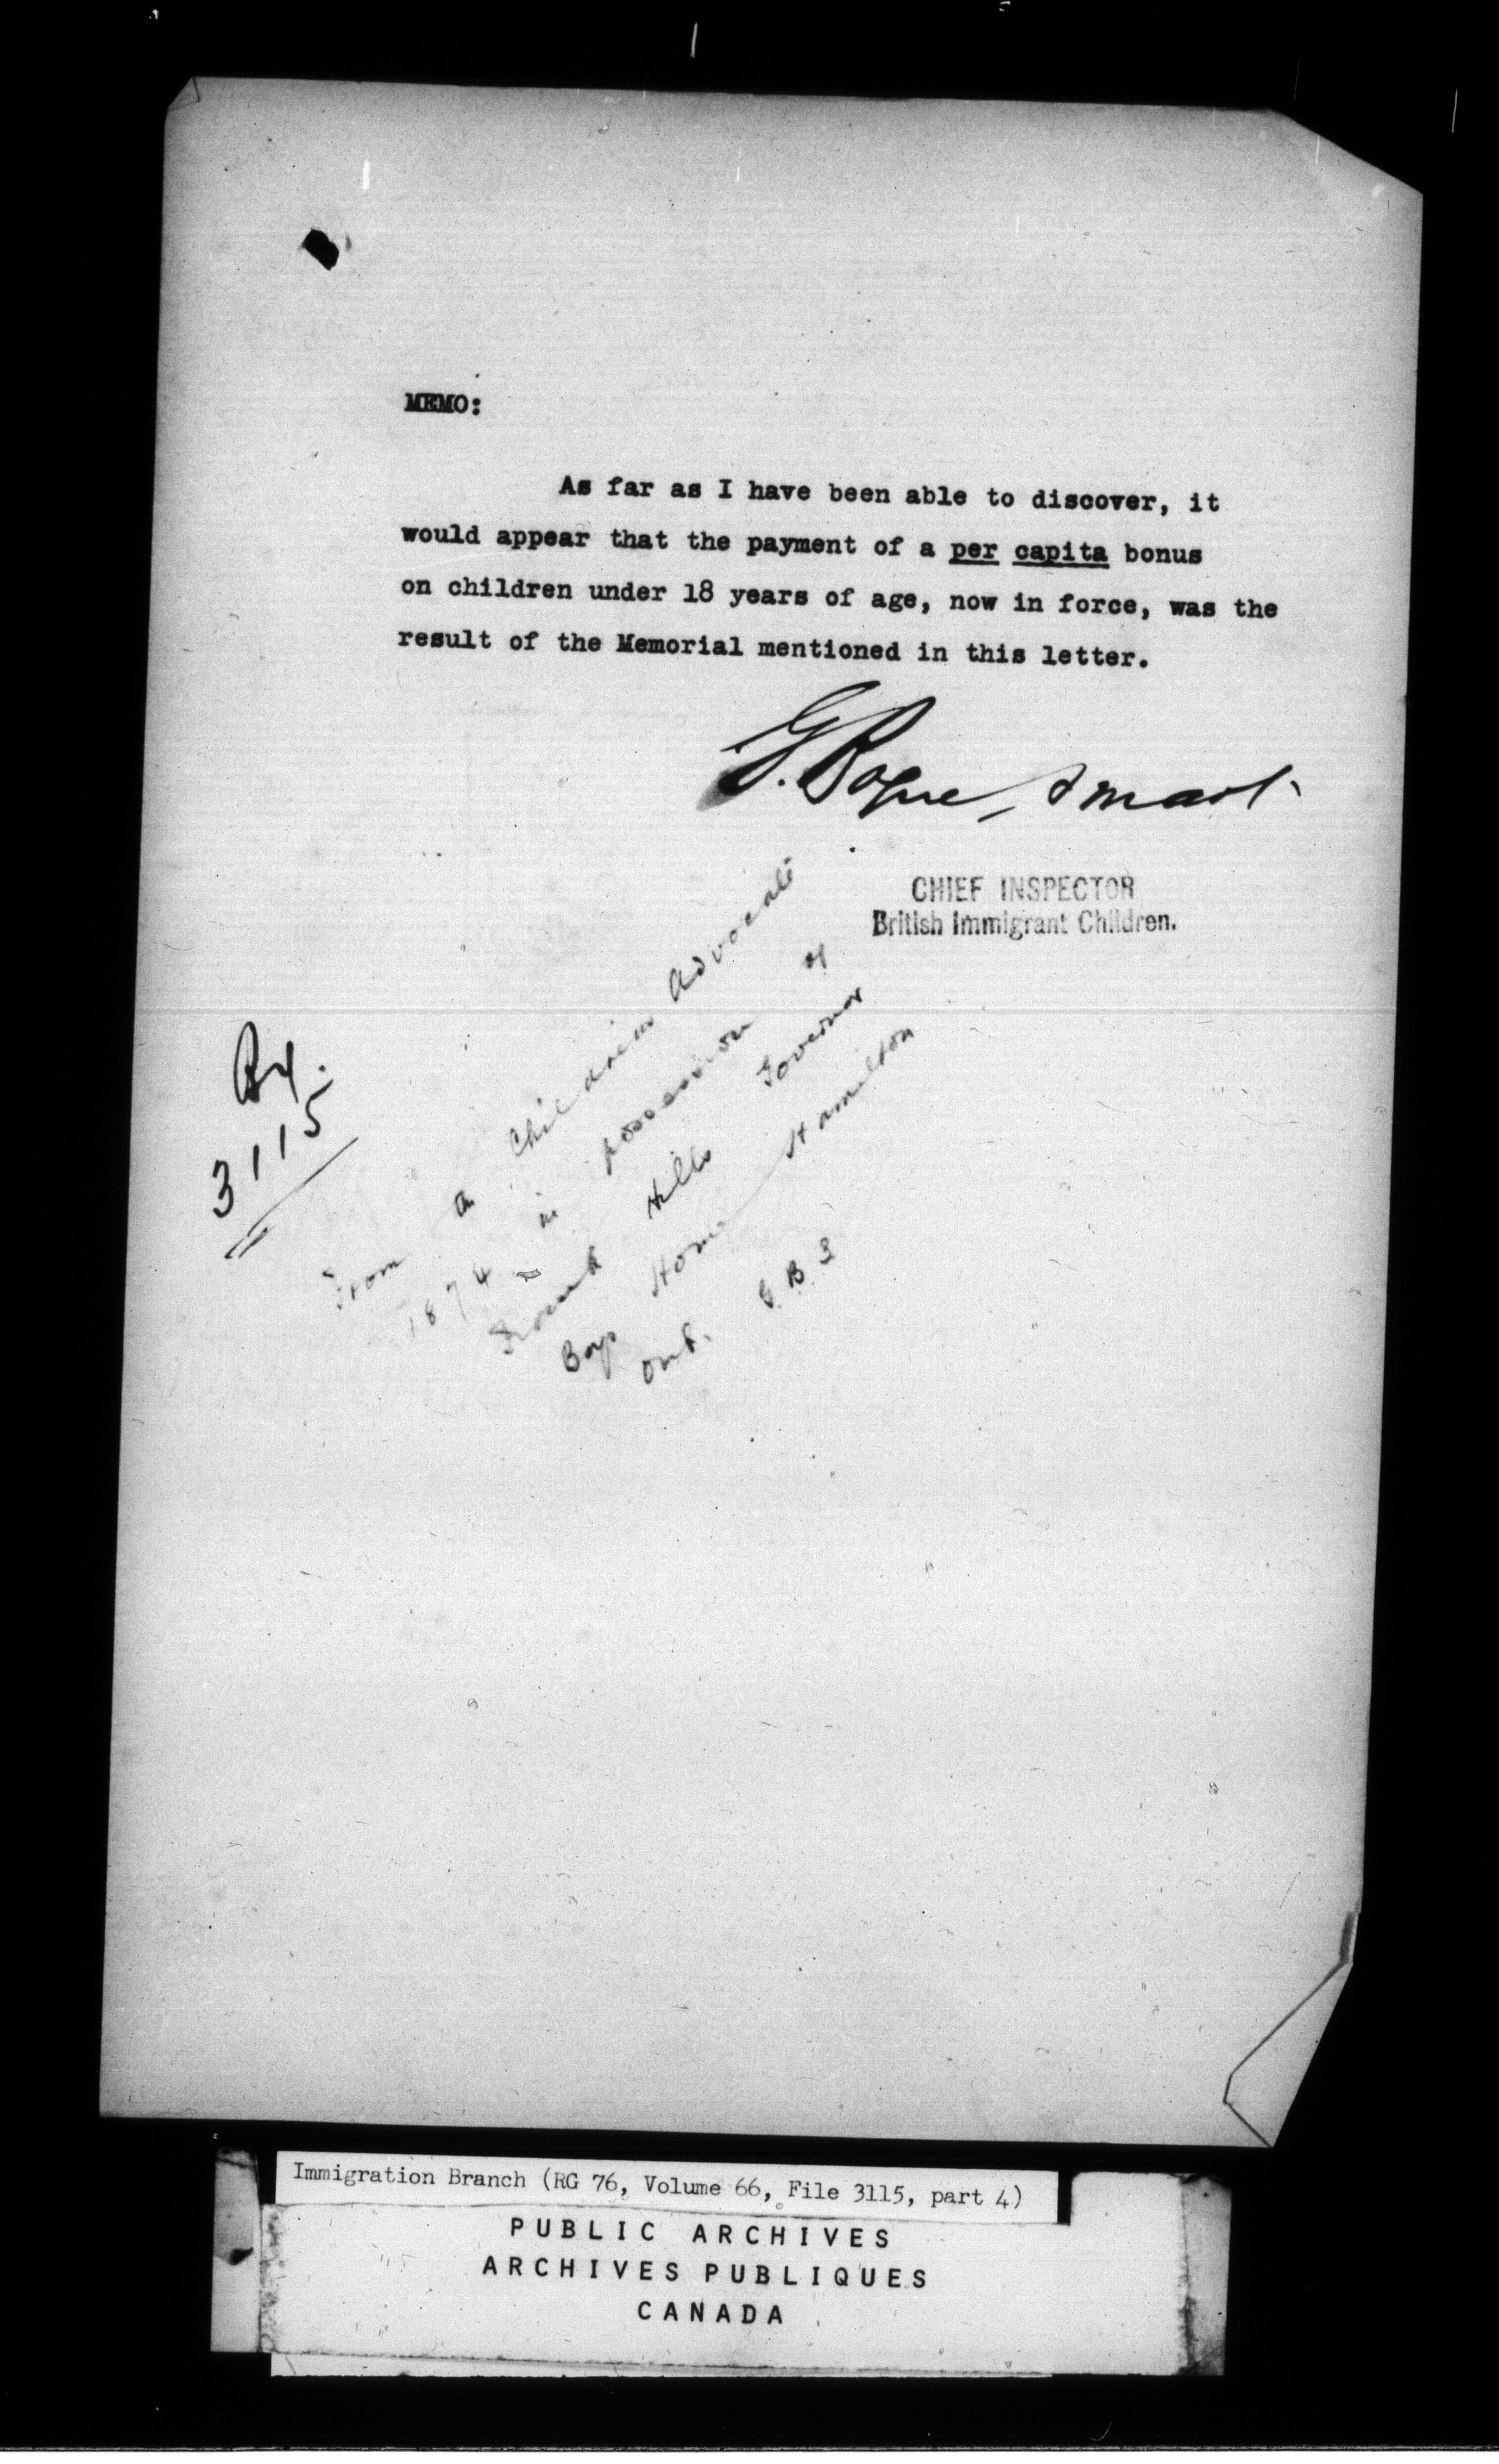 MEMO:
As far as I have been able to discover, it
would appear that the payment of a per capita bonus
on children under 18 years of age, now in force, was the
result of the Memorial mentioned in this letter.
G. Bogue Smart
CHIEF INSPECTOR
British Immigrant Children.
3115
From a Childrens Advocate
1874 in possession of
Frank Hills Governor
Boys Home Hamilton
Ont. G. B. S
Immigration Branch (RG 76, Volume 66, File 3115, part 4)
PUBLIC ARCHIVES
ARCHIVES PUBLIQUES
CANADA